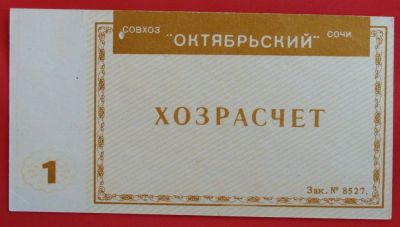 СОВХОЗ "ОКТЯБРЬСКИЙ" СОЧИ
ХОЗРАСЧЕТ
1
Зак. № 8527.